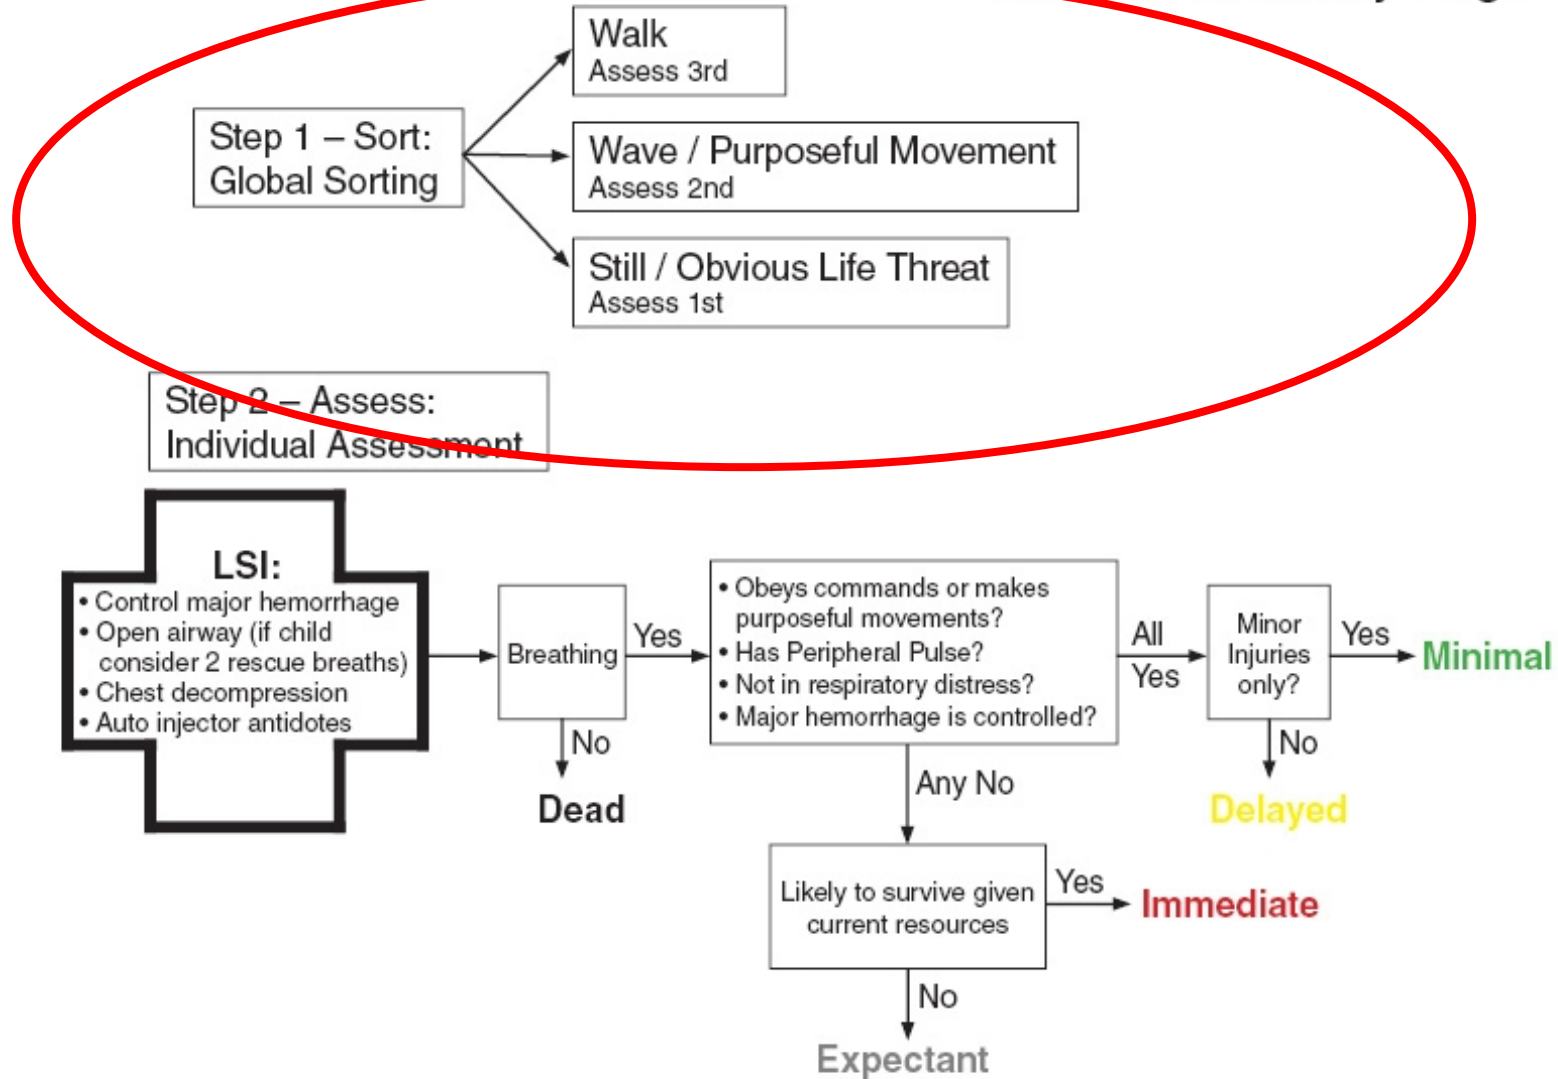 Walk
Assess 3rd
Step 1 – Sort:
Global Sorting
Wave / Purposeful Movement
Assess 2nd
Still / Obvious Life Threat
Assess 1st
Step 2 – Assess:
Individual Assessment
LSI:
• Control major hemorrhage
• Open airway (if child
consider 2 rescue breaths)
• Chest decompression
• Auto injector antidotes
Breathing
Yes
No
Dead
• Obeys commands or makes
purposeful movements?
• Has Peripheral Pulse?
• Not in respiratory distress?
• Major hemorrhage is controlled?
All
Yes
Minor
Injuries
only?
Yes
Minimal
No
Delayed
Any No
Likely to survive given
current resources
Yes
Immediate
No
Expectant